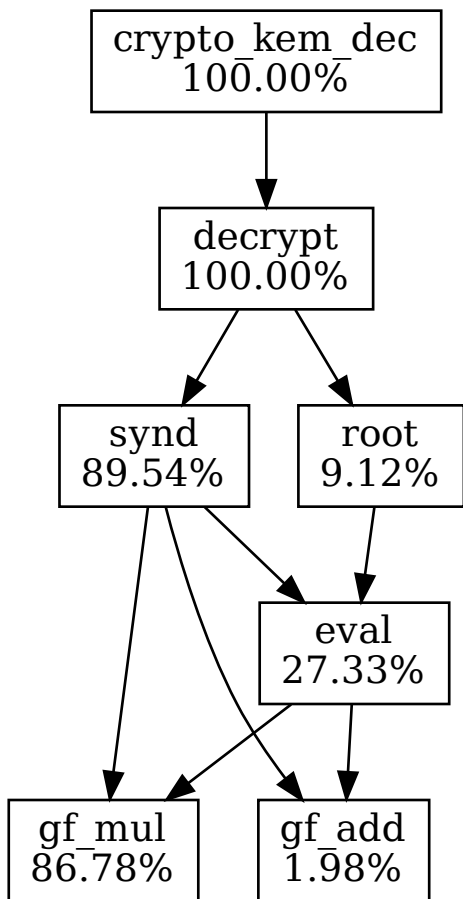 crypto_kem_dec
100.00%
decrypt
100.00%
synd
89.54%
root
9.12%
eval
27.33%
gf_mul
86.78%
gf_add
1.98%